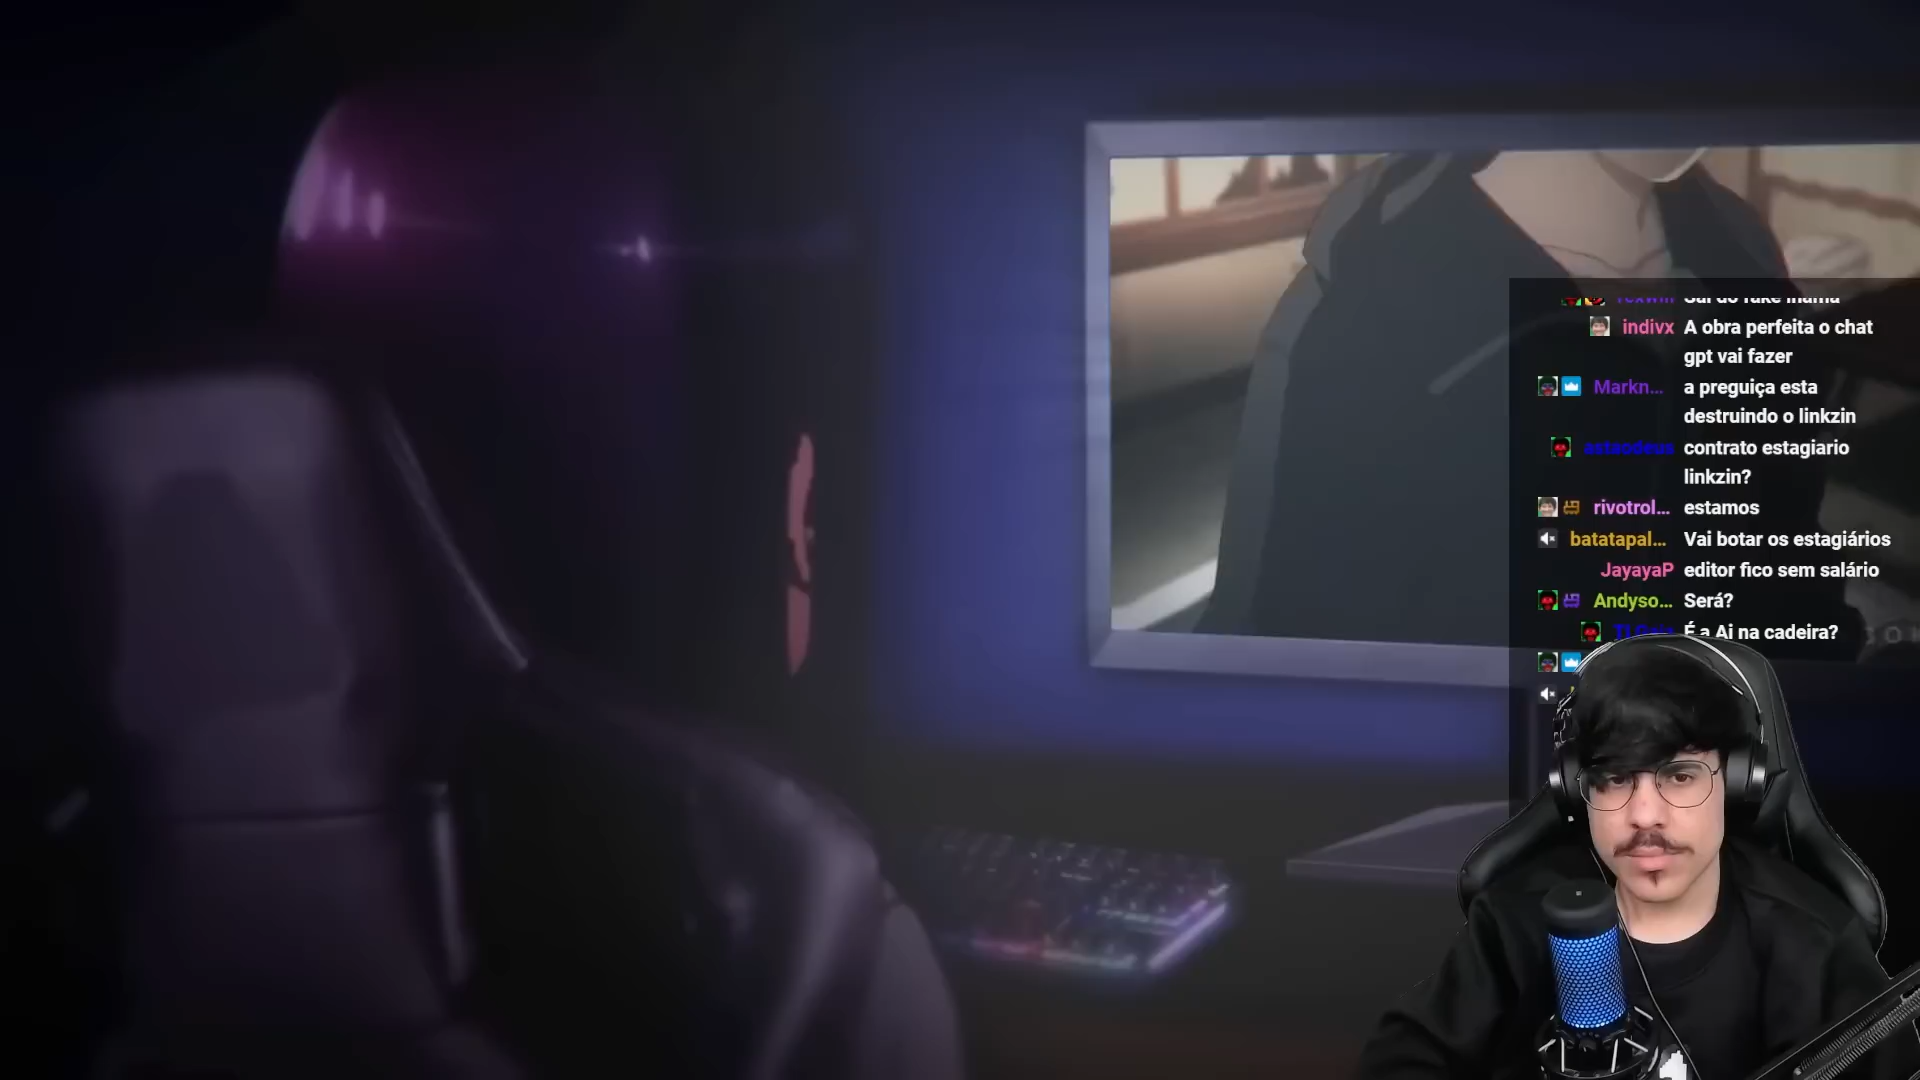 indivx A obra perfeita o chat
gpt vai fazer
Markn... a preguiça esta
destruindo o linkzin
astaodeus contrato estagiario
linkzin?
rivotrol... estamos
batatapal... Vai botar os estagiários
JayayaP editor fico sem salário
Andyso... Será?
É a Ai na cadeira?